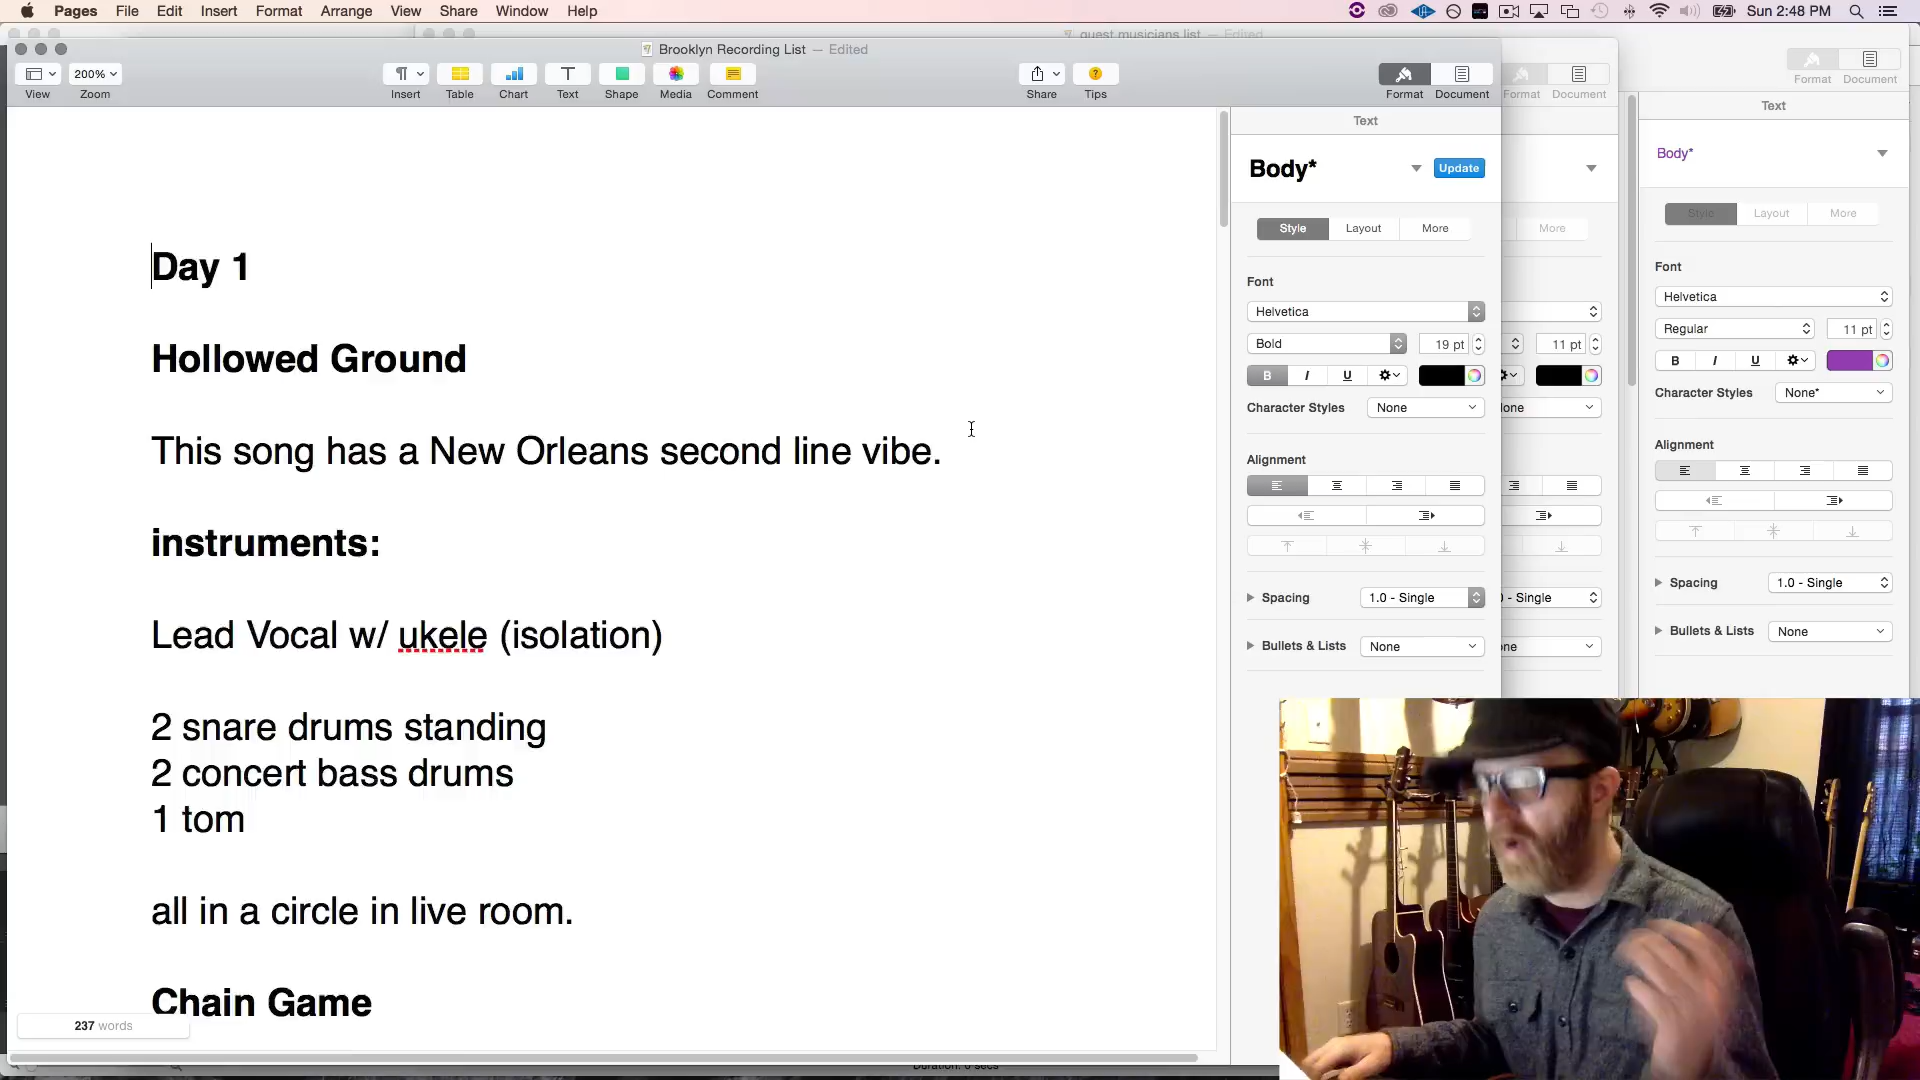 Pages File Edit Insert Format Arrange View Share Window Help Sun 2:48 PM
guest musicians list — Edited
Brooklyn Recording List — Edited
200%
View Zoom Insert Table Chart Text Shape Media Comment Share Tips Format Document
Format Document
Format Document
Text
Body*
Update
Style Layout More
Font
Helvetica
Bold 19 pt
B I U
Character Styles None
Alignment
Spacing 1.0 - Single
Bullets & Lists None
More
11 pt
Text
Body*
Style Layout More
Font
Helvetica
Regular 11 pt
B I U
Character Styles None*
Alignment
Spacing 1.0 - Single
Bullets & Lists None
Day 1
Hollowed Ground
This song has a New Orleans second line vibe.
instruments:
Lead Vocal w/ ukele (isolation)
2 snare drums standing
2 concert bass drums
1 tom
all in a circle in live room.
Chain Game
237 words